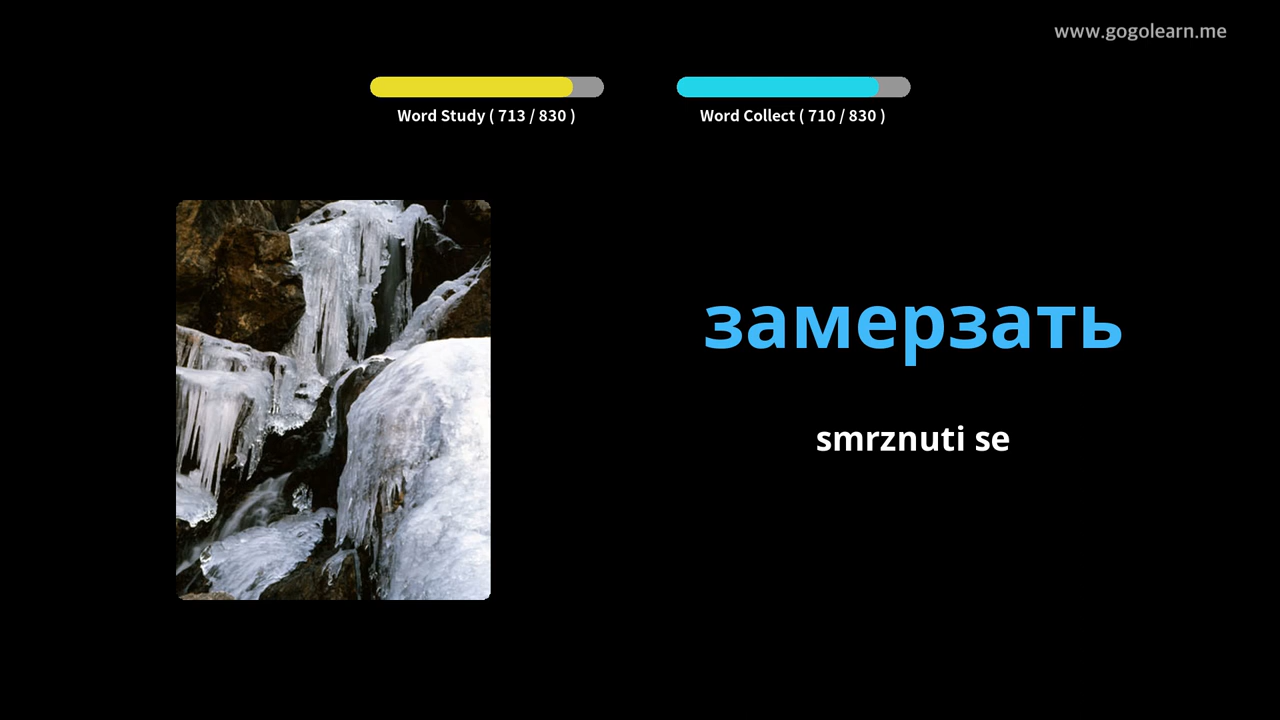 www.gogolearn.me
Word Study ( 713 / 830 )
Word Collect ( 710 / 830 )
замерзать
smrznuti se